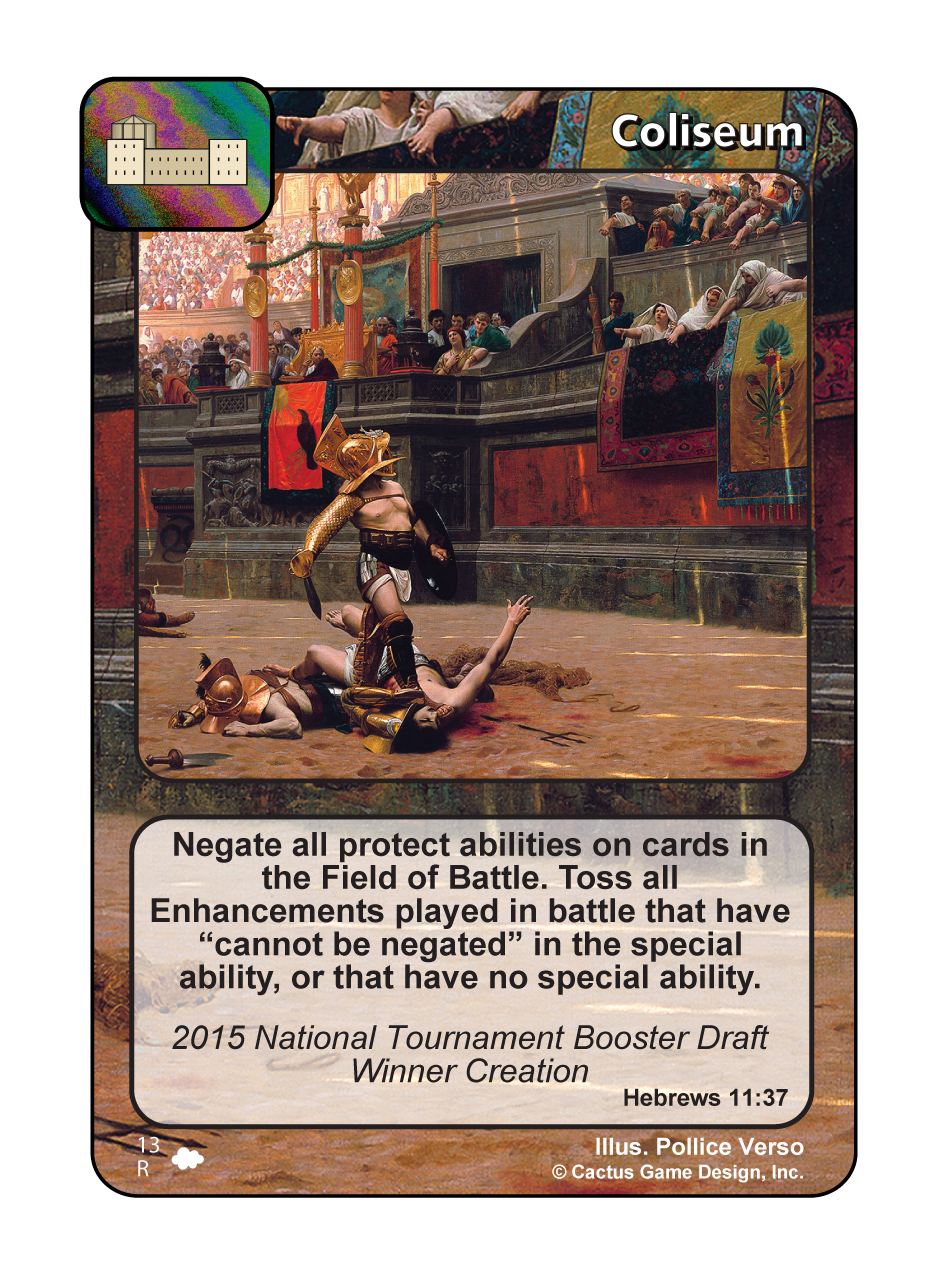 Coliseum
Negate all protect abilities on cards in
the Field of Battle. Toss all
Enhancements played in battle that have
“cannot be negated” in the special
ability, or that have no special ability.
2015 National Tournament Booster Draft
Winner Creation
Hebrews 11:37
13
R
Illus. Pollice Verso
© Cactus Game Design, Inc.